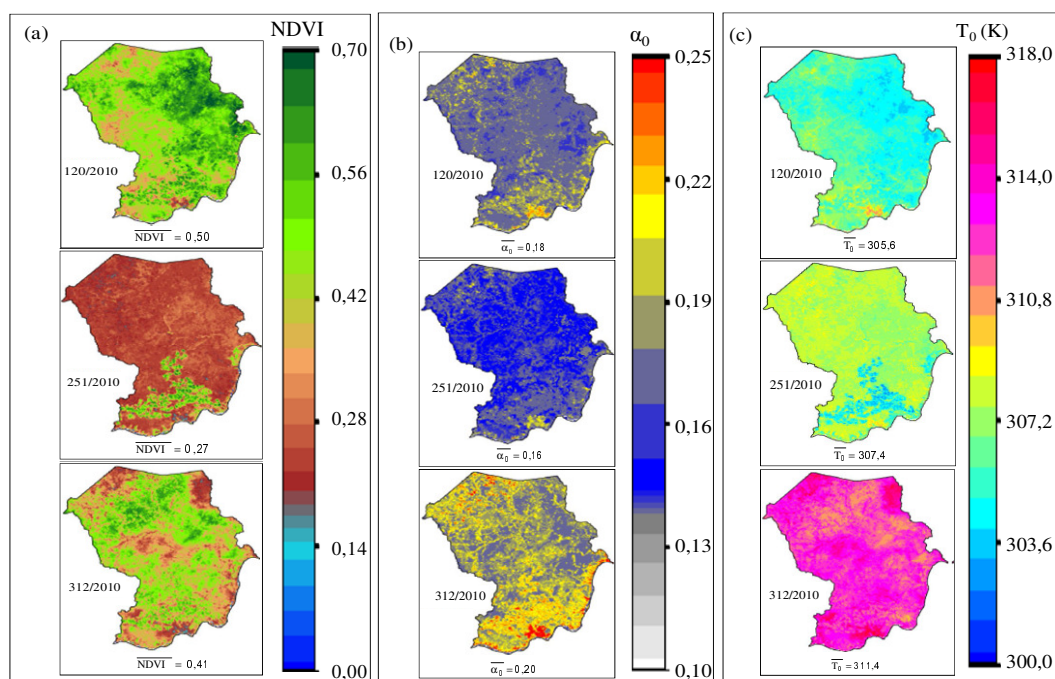 (a)
NDVI
0,70
0,56
0,42
0,28
0,14
0,00
120/2010
NDVI = 0,50
251/2010
NDVI = 0,27
312/2010
NDVI = 0,41
(b)
α₀
0,25
0,22
0,19
0,16
0,13
0,10
120/2010
α₀ = 0,18
251/2010
α₀ = 0,16
312/2010
α₀ = 0,20
(c)
T₀ (K)
318,0
314,0
310,8
307,2
303,6
300,0
120/2010
T₀ = 305,6
251/2010
T₀ = 307,4
312/2010
T₀ = 311,4